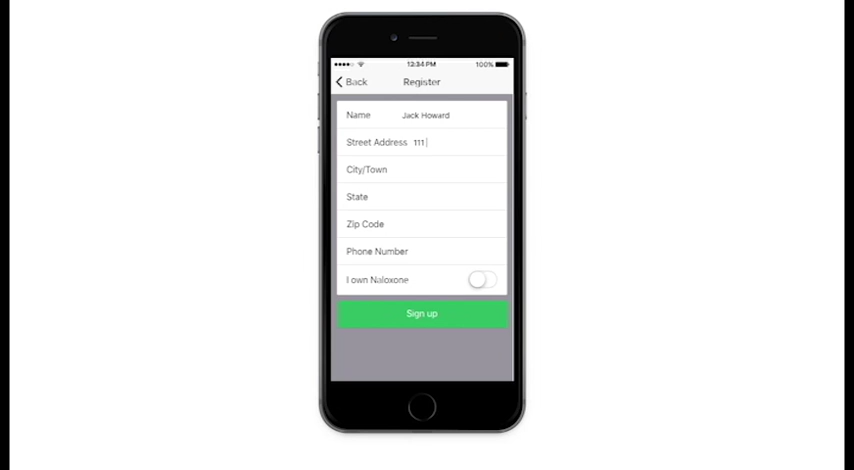 12:34 PM 100%
Back Register
Name Jack Howard
Street Address 111
City/Town
State
Zip Code
Phone Number
I own Naloxone
Sign up